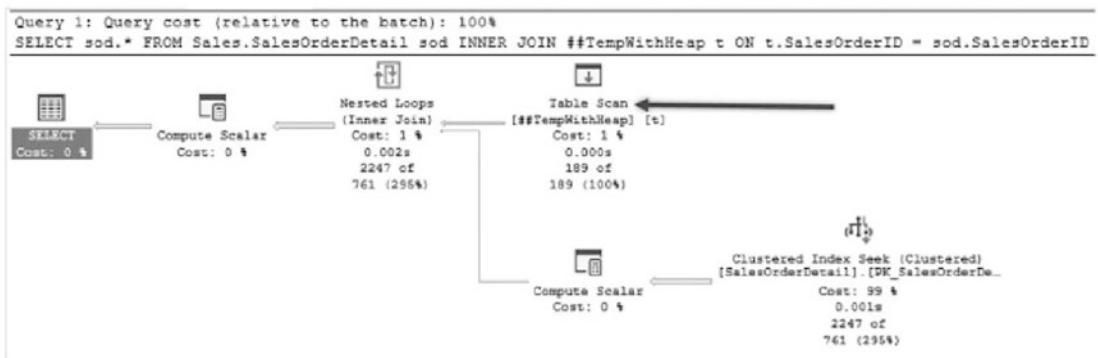 Query 1: Query cost (relative to the batch): 100%
SELECT sod.* FROM Sales.SalesOrderDetail sod INNER JOIN ##TempWithHeap t ON t.SalesOrderID = sod.SalesOrderID
SELECT
Cost: 0 %
Compute Scalar
Cost: 0 %
Nested Loops
(Inner Join)
Cost: 1 %
0.002s
2247 of
761 (295%)
Table Scan
[##TempWithHeap] [t]
Cost: 1 %
0.000s
189 of
189 (100%)
Compute Scalar
Cost: 0 %
Clustered Index Seek (Clustered)
[SalesOrderDetail].[PK_SalesOrderDe…
Cost: 99 %
0.001s
2247 of
761 (295%)